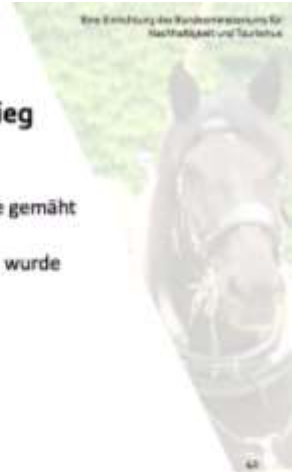 Eine Einrichtung des Bundesministeriums für
Nachhaltigkeit und Tourismus
ieg
e gemäht
wurde